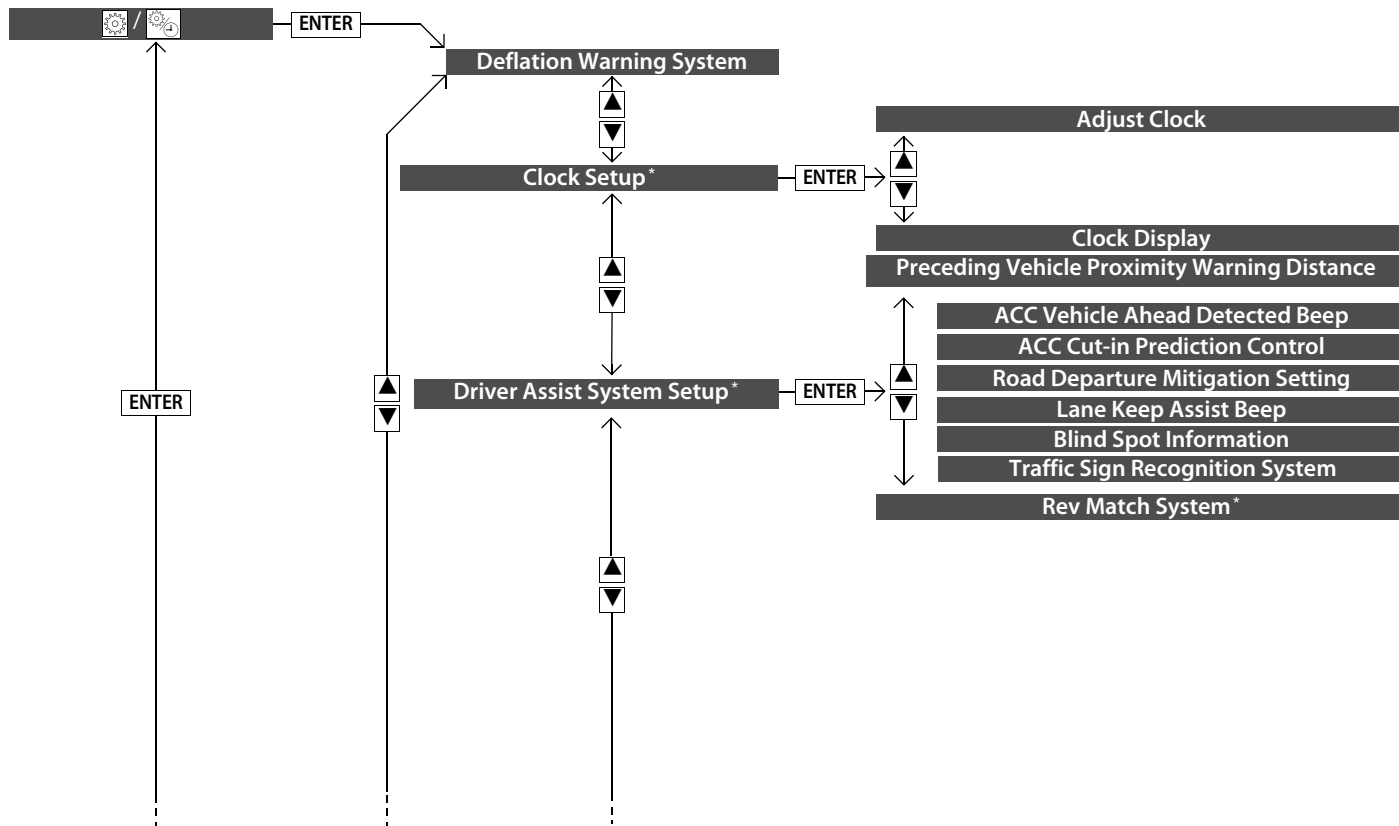 /
ENTER
Deflation Warning System
▲
▼
Adjust Clock
▲
▼
Clock Setup*
ENTER
Clock Display
▲
▼
Preceding Vehicle Proximity Warning Distance
ACC Vehicle Ahead Detected Beep
ACC Cut-in Prediction Control
Road Departure Mitigation Setting
Lane Keep Assist Beep
Blind Spot Information
Traffic Sign Recognition System
Rev Match System*
▲
▼
Driver Assist System Setup*
ENTER
▲
▼
ENTER
▲
▼